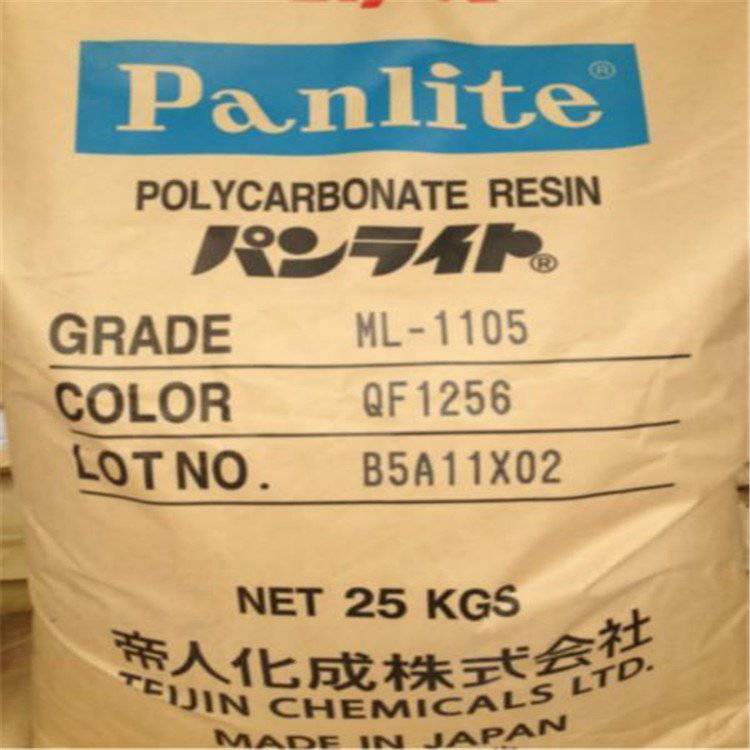 Panlite®
POLYCARBONATE RESIN
パンライト®
GRADE ML-1105
COLOR QF1256
LOT NO. B5A11X02
NET 25 KGS
帝人化成株式会社
TEIJIN CHEMICALS LTD.
MADE IN JAPAN